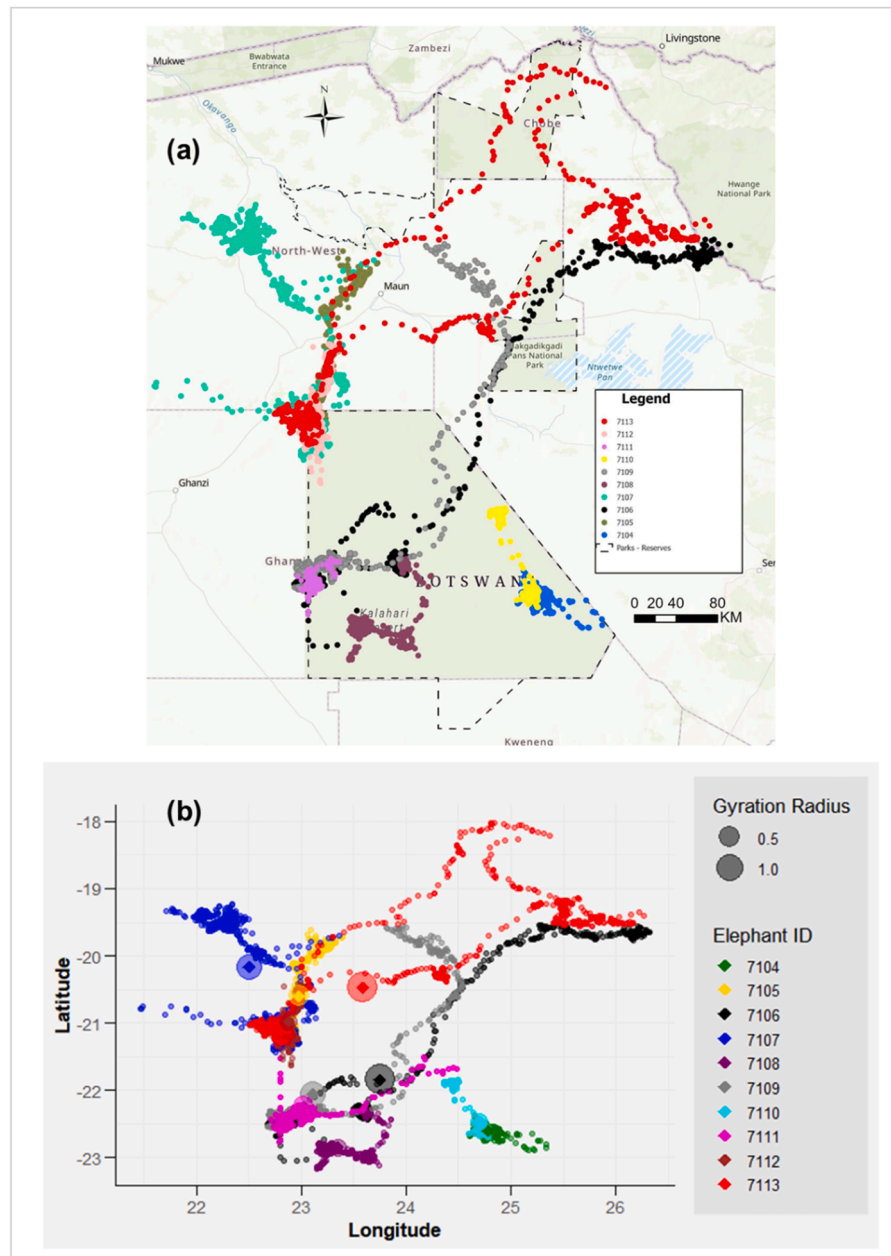 Livingstone
Zambezi
Mukwe
Bwabwata
Entrance
N
Okavango
(a)
Chobe
Hwange
National Park
North-West
Maun
Pans National
Park
Ntwetwe
Pan
Legend
7113
7112
7111
7110
7109
7108
7107
7106
7105
7104
Parks - Reserves
Ghanzi
Kalahari
0 20 40 80
KM
Kweneng
(b)
-18
-19
-20
-21
-22
-23
Latitude
22
23
24
25
26
Longitude
Gyration Radius
0.5
1.0
Elephant ID
7104
7105
7106
7107
7108
7109
7110
7111
7112
7113